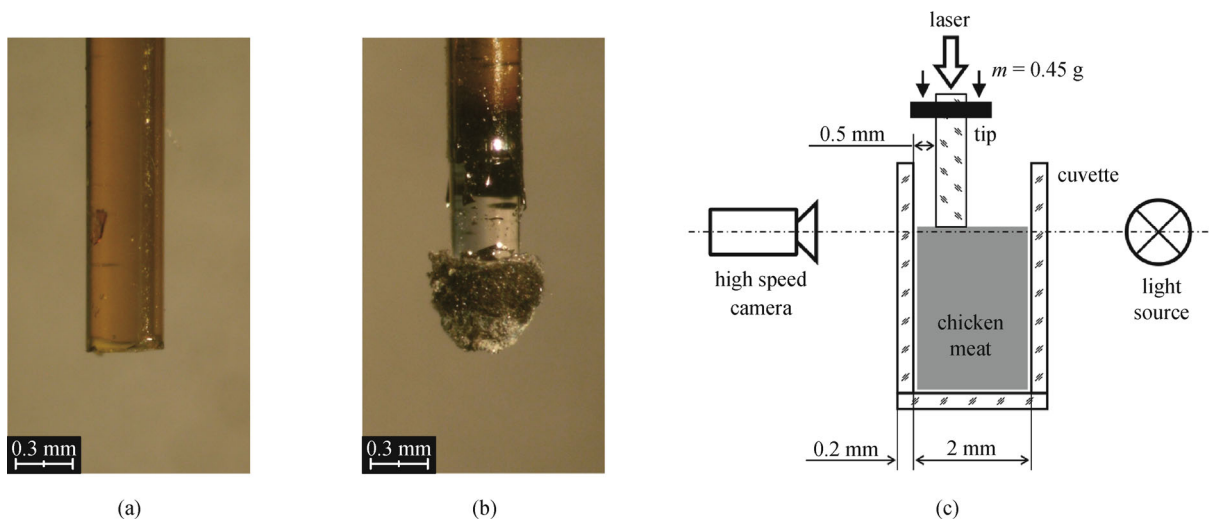 0.3 mm
(a)
0.3 mm
(b)
laser
m = 0.45 g
tip
0.5 mm
cuvette
high speed
camera
chicken
meat
light
source
0.2 mm
2 mm
(c)